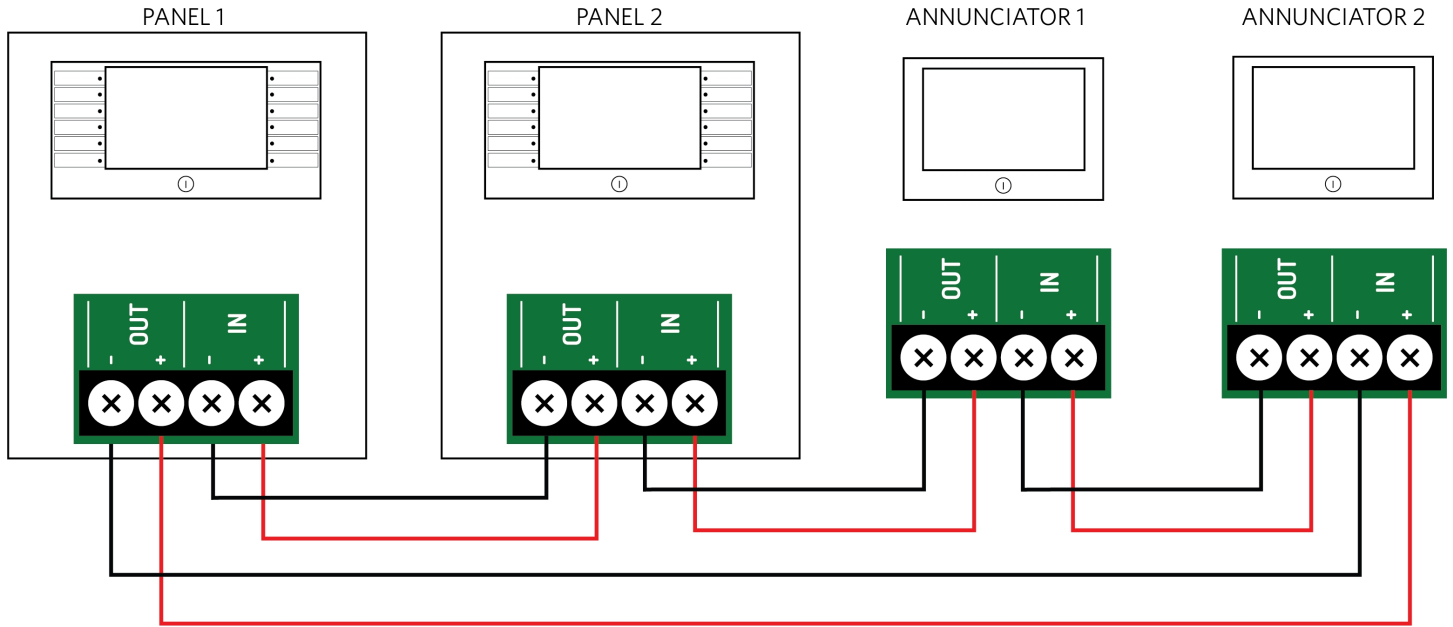 PANEL 1
PANEL 2
ANNUNCIATOR 1
ANNUNCIATOR 2
OUT
IN
- + - +
OUT
IN
- + - +
OUT
IN
- + - +
OUT
IN
- + - +